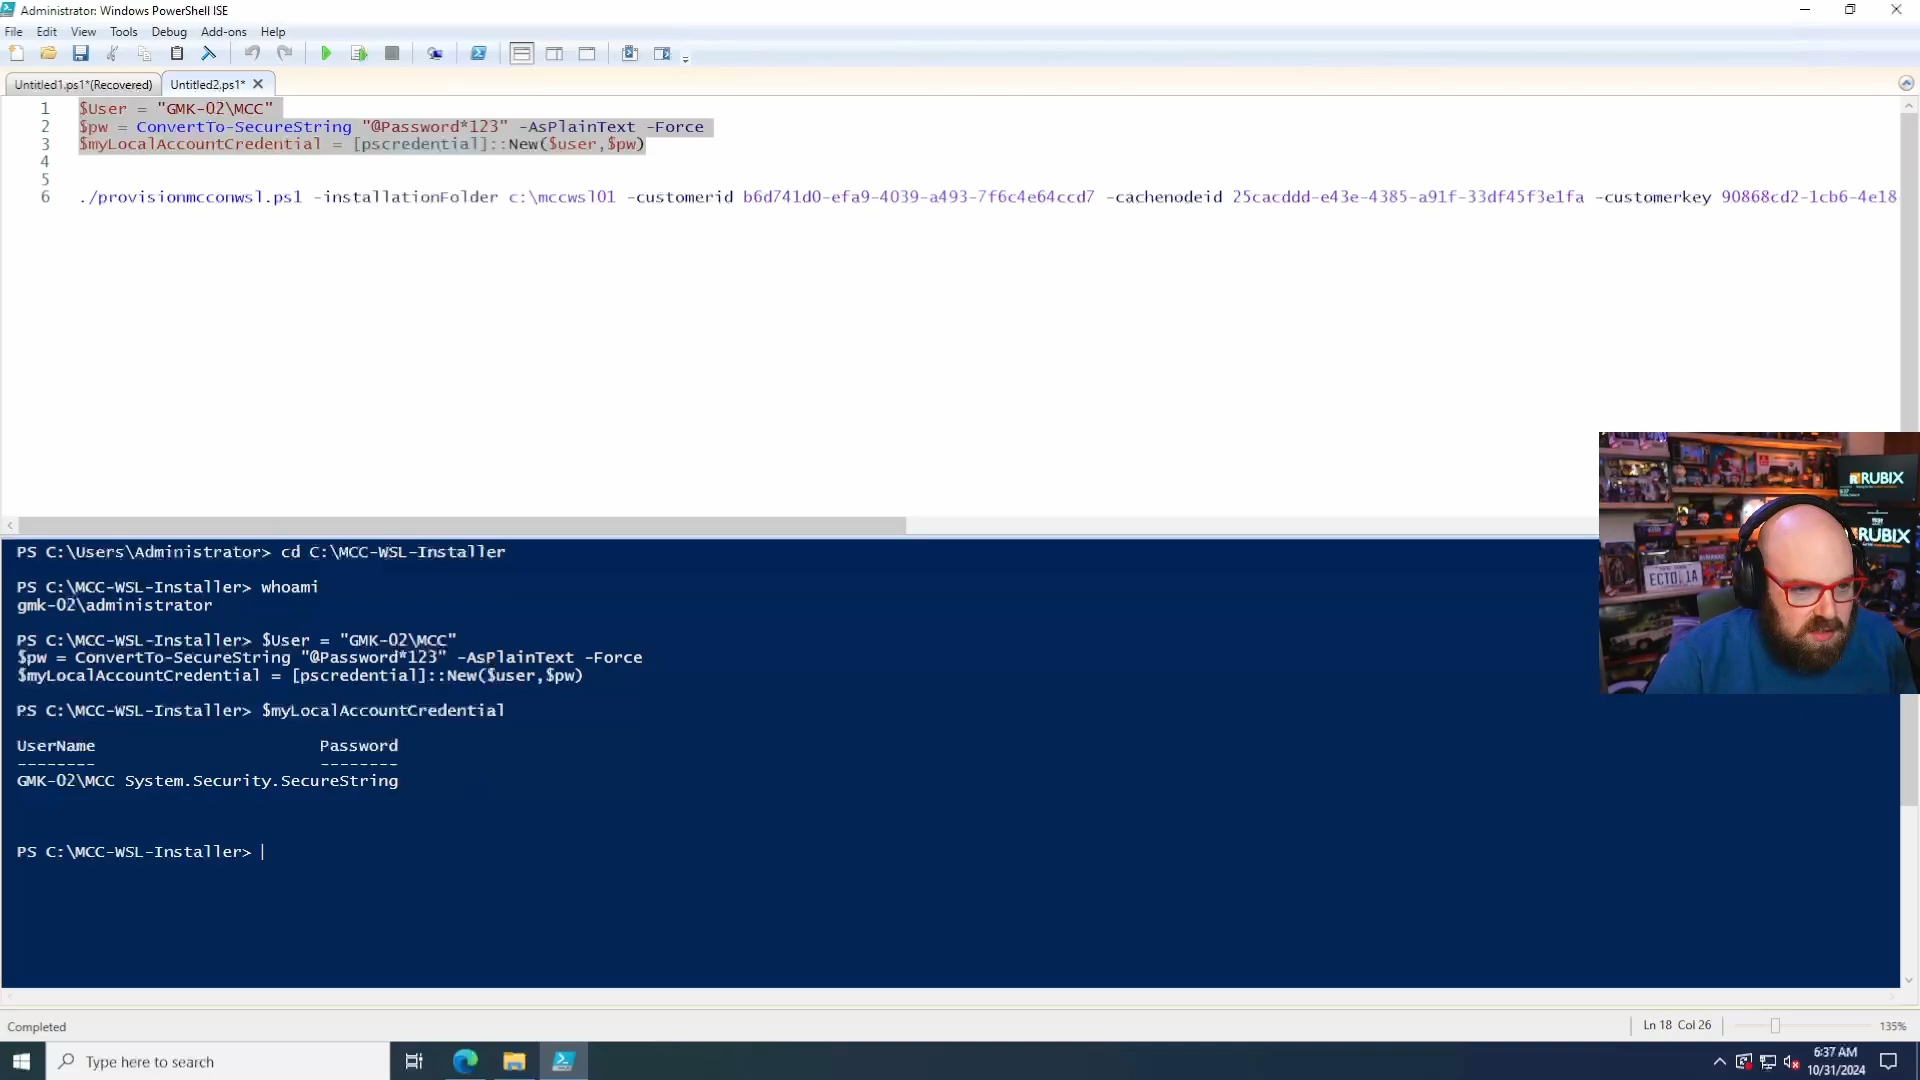 Administrator: Windows PowerShell ISE
File Edit View Tools Debug Add-ons Help
Untitled1.ps1*(Recovered) Untitled2.ps1* X
1 $User = "GMK-02\MCC"
2 $pw = ConvertTo-SecureString "@Password*123" -AsPlainText -Force
3 $myLocalAccountCredential = [pscredential]::New($user,$pw)
4
5
6 ./provisionmcconwsl.ps1 -installationFolder c:\mccwsl01 -customerid b6d741d0-efa9-4039-a493-7f6c4e64ccd7 -cachenodeid 25cacddd-e43e-4385-a91f-33df45f3e1fa -customerkey 90868cd2-1cb6-4e18
RUBIX
RUBIX
ECTO.1A
PS C:\Users\Administrator> cd C:\MCC-WSL-Installer
PS C:\MCC-WSL-Installer> whoami
gmk-02\administrator
PS C:\MCC-WSL-Installer> $User = "GMK-02\MCC"
$pw = ConvertTo-SecureString "@Password*123" -AsPlainText -Force
$myLocalAccountCredential = [pscredential]::New($user,$pw)
PS C:\MCC-WSL-Installer> $myLocalAccountCredential
UserName Password
-------- --------
GMK-02\MCC System.Security.SecureString
PS C:\MCC-WSL-Installer>
Completed
Ln 18 Col 26
135%
Type here to search
6:37 AM
10/31/2024